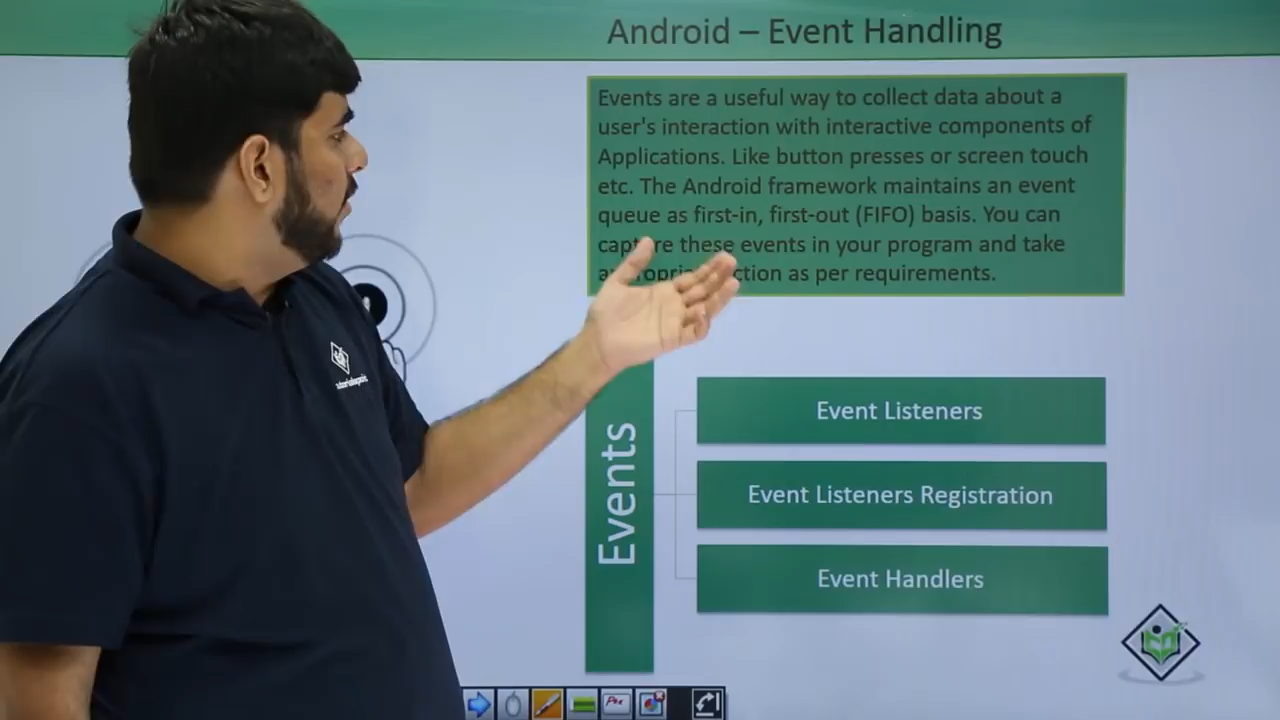 Android – Event Handling
Events are a useful way to collect data about a
user's interaction with interactive components of
Applications. Like button presses or screen touch
etc. The Android framework maintains an event
queue as first-in, first-out (FIFO) basis. You can
these events in your program and take
as per requirements.
Events
Event Listeners
Event Listeners Registration
Event Handlers